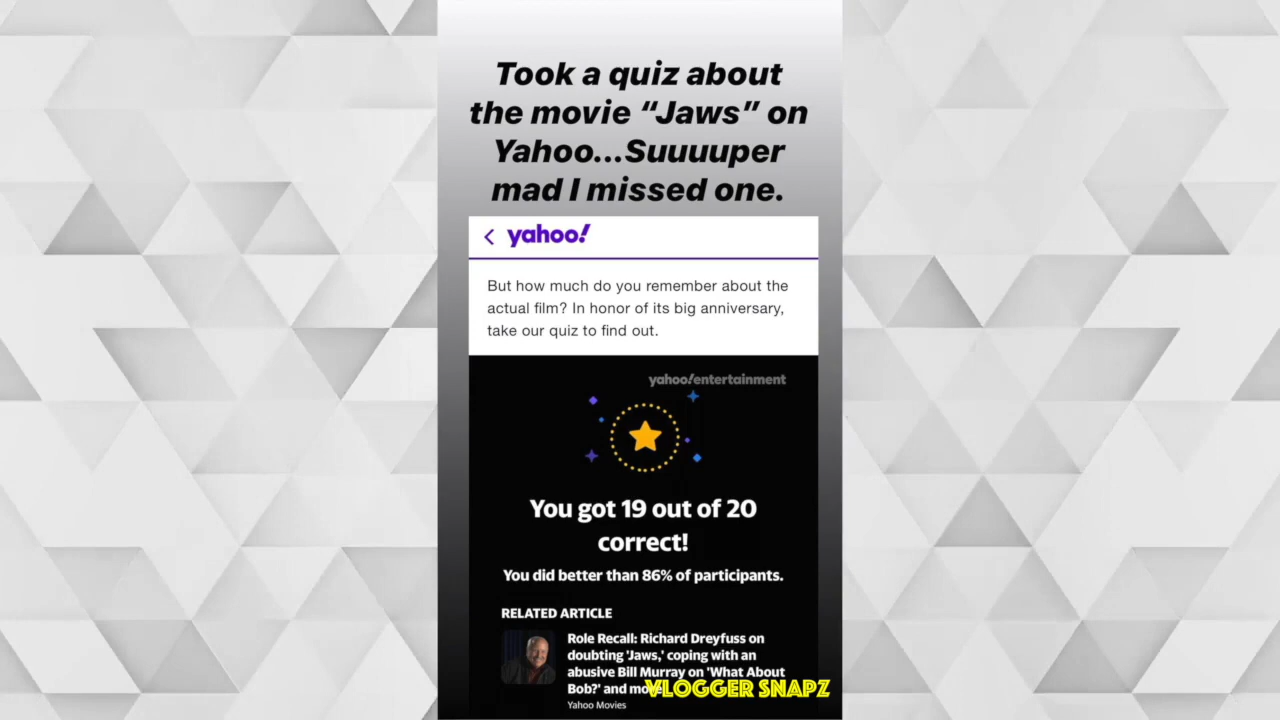 Took a quiz about
the movie “Jaws” on
Yahoo...Suuuuper
mad I missed one.
yahoo!
But how much do you remember about the
actual film? In honor of its big anniversary,
take our quiz to find out.
yahoo!entertainment
You got 19 out of 20
correct!
You did better than 86% of participants.
RELATED ARTICLE
Role Recall: Richard Dreyfuss on
doubting 'Jaws,' coping with an
abusive Bill Murray on 'What About
Bob?' and
VLOGGER SNAPZ
Yahoo Movies